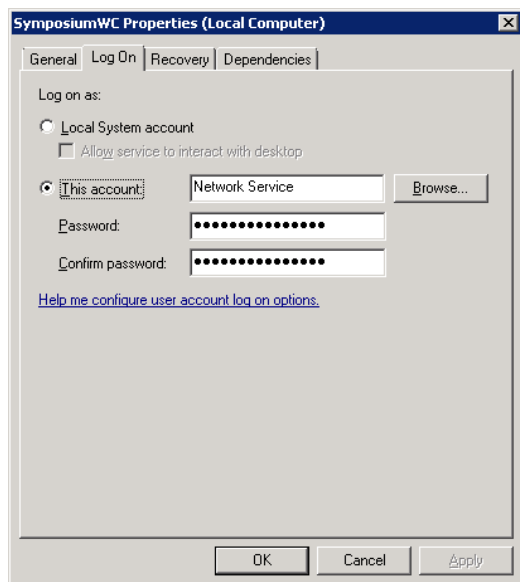 SymposiumWC Properties (Local Computer)
General Log On Recovery Dependencies
Log on as:
Local System account
Allow service to interact with desktop
This account: Network Service Browse...
Password: •••••••••••••••
Confirm password: •••••••••••••••
Help me configure user account log on options.
OK Cancel Apply